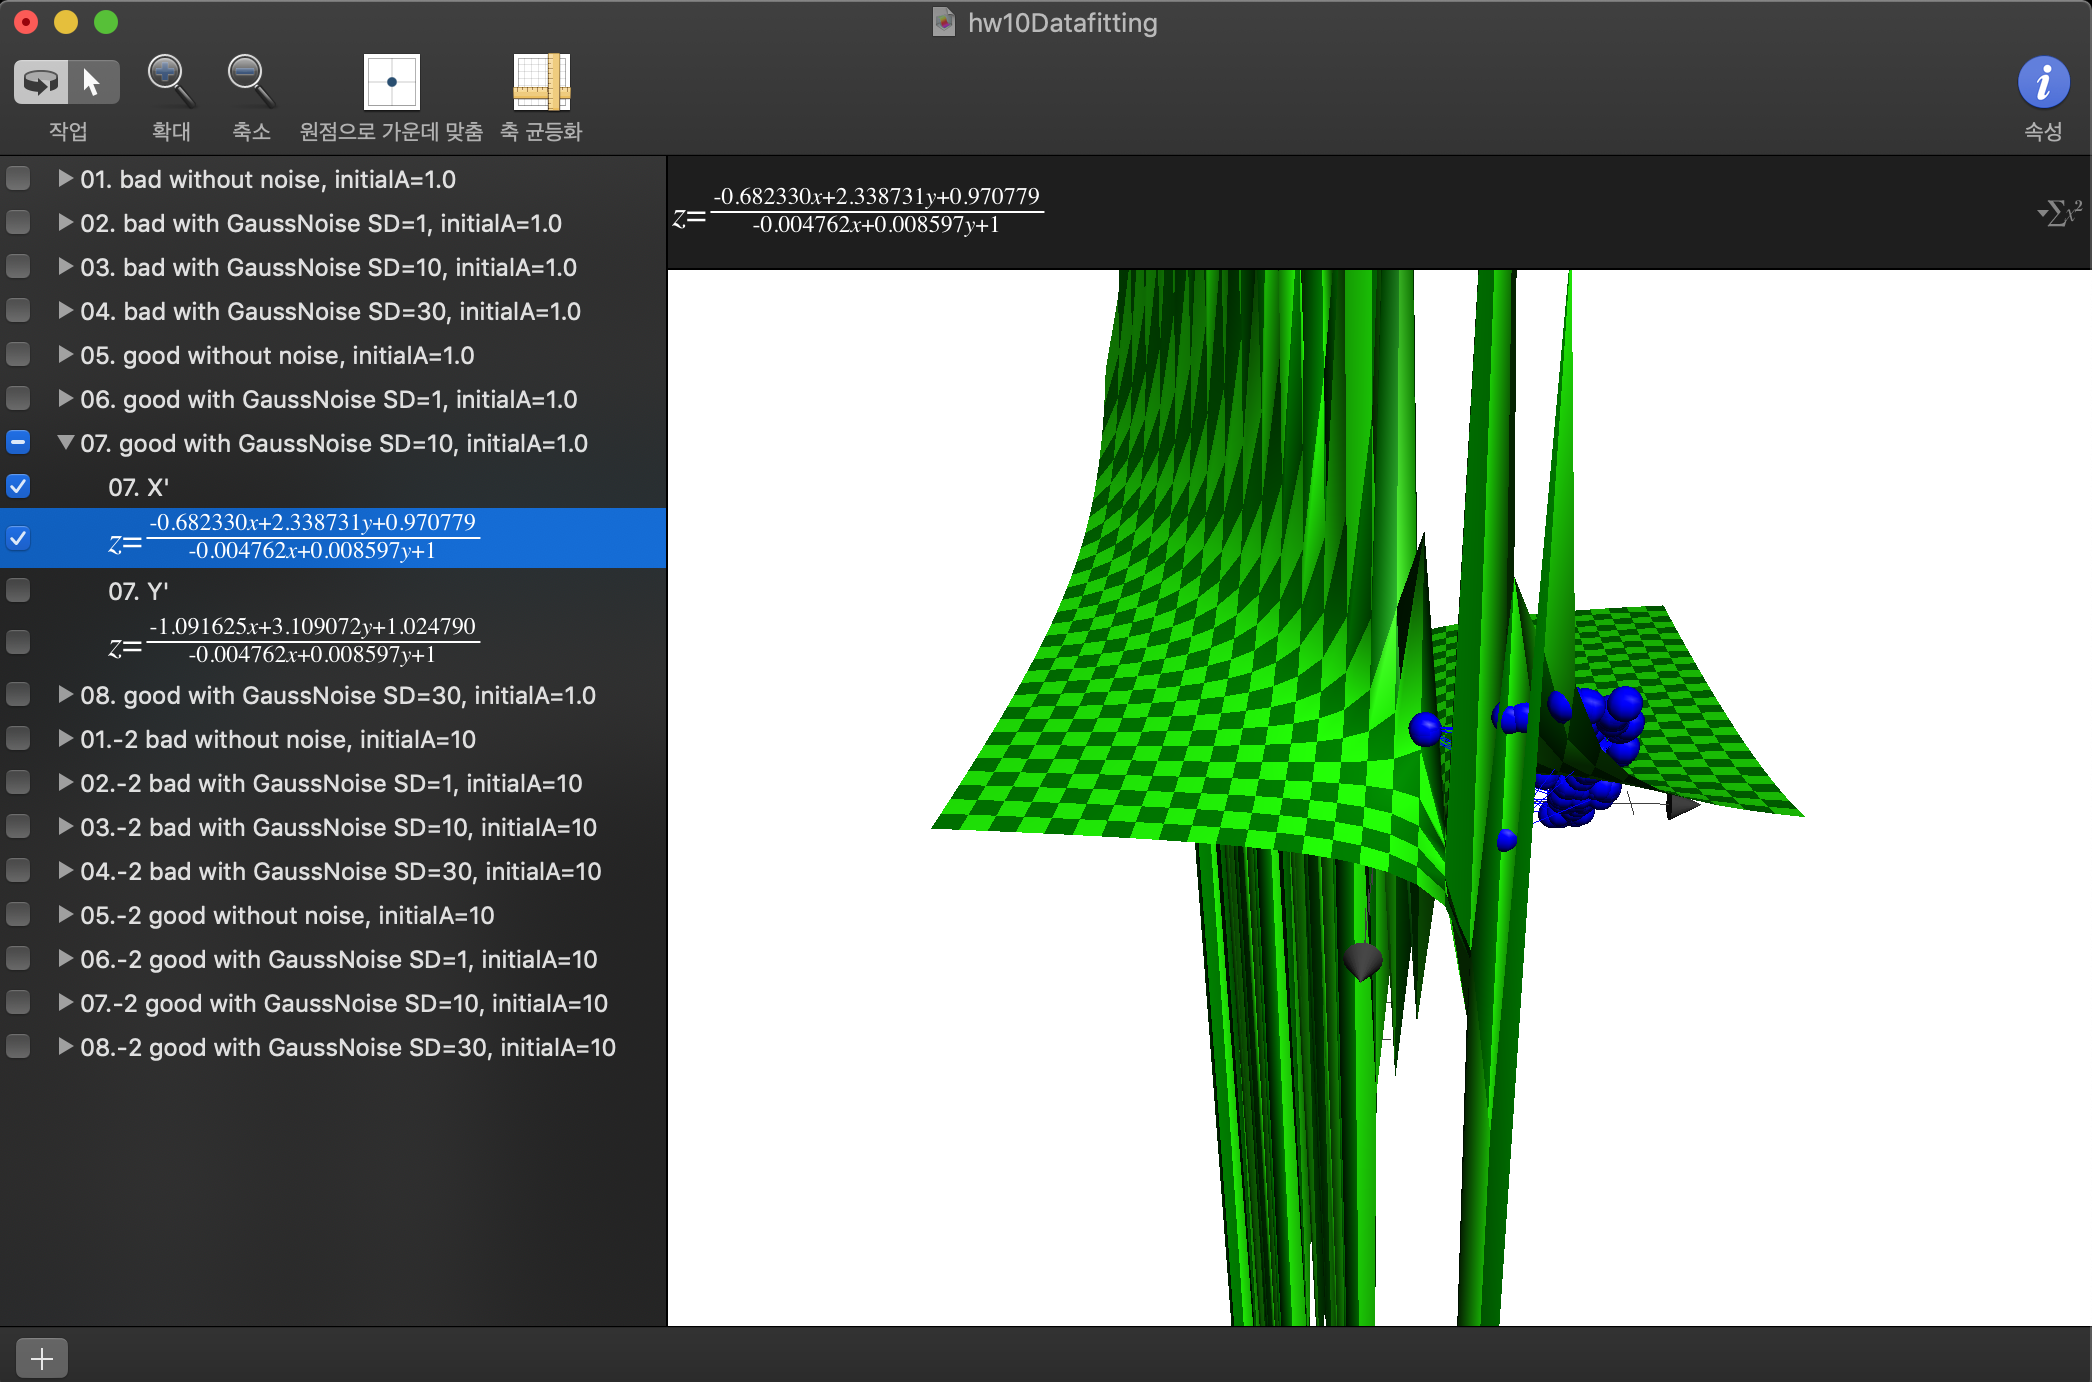 hw10Datafitting
작업
확대
축소
원점으로 가운데 맞춤
축 균등화
속성
01. bad without noise, initialA=1.0
02. bad with GaussNoise SD=1, initialA=1.0
03. bad with GaussNoise SD=10, initialA=1.0
04. bad with GaussNoise SD=30, initialA=1.0
05. good without noise, initialA=1.0
06. good with GaussNoise SD=1, initialA=1.0
07. good with GaussNoise SD=10, initialA=1.0
07. X'
-0.682330x+2.338731y+0.970779
z=
-0.004762x+0.008597y+1
07. Y'
-1.091625x+3.109072y+1.024790
z=
-0.004762x+0.008597y+1
08. good with GaussNoise SD=30, initialA=1.0
01.-2 bad without noise, initialA=10
02.-2 bad with GaussNoise SD=1, initialA=10
03.-2 bad with GaussNoise SD=10, initialA=10
04.-2 bad with GaussNoise SD=30, initialA=10
05.-2 good without noise, initialA=10
06.-2 good with GaussNoise SD=1, initialA=10
07.-2 good with GaussNoise SD=10, initialA=10
08.-2 good with GaussNoise SD=30, initialA=10
-0.682330x+2.338731y+0.970779
z=
-0.004762x+0.008597y+1
∑x²